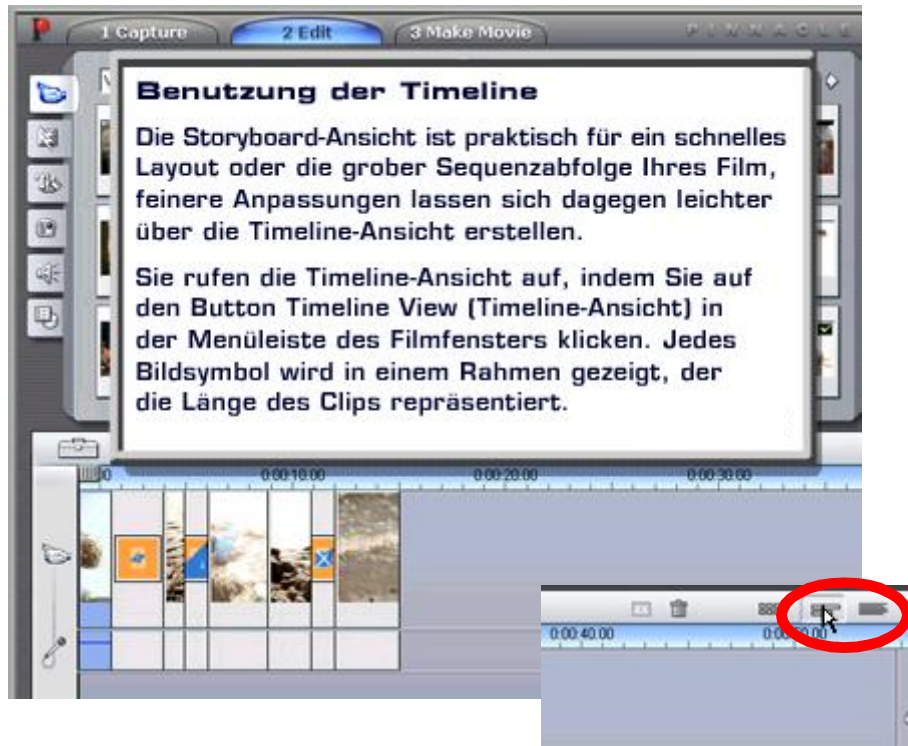 1 Capture
2 Edit
3 Make Movie
PINNACLE
Benutzung der Timeline
Die Storyboard-Ansicht ist praktisch für ein schnelles
Layout oder die grober Sequenzabfolge Ihres Film,
feinere Anpassungen lassen sich dagegen leichter
über die Timeline-Ansicht erstellen.
Sie rufen die Timeline-Ansicht auf, indem Sie auf
den Button Timeline View (Timeline-Ansicht) in
der Menüleiste des Filmfensters klicken. Jedes
Bildsymbol wird in einem Rahmen gezeigt, der
die Länge des Clips repräsentiert.
0:00:10.00
0:00:20.00
0:00:30.00
0:00:40.00